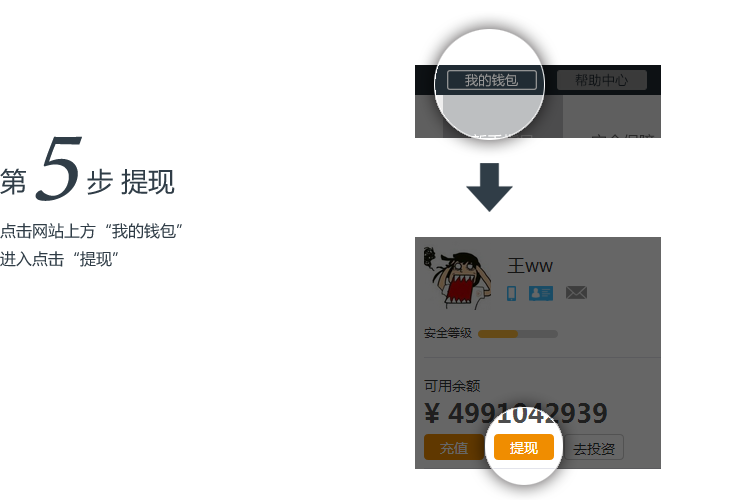 我的钱包
帮助中心
第5步 提现
点击网站上方“我的钱包”
进入点击“提现”
王ww
安全等级
可用余额
¥ 4991042939
充值
提现
去投资